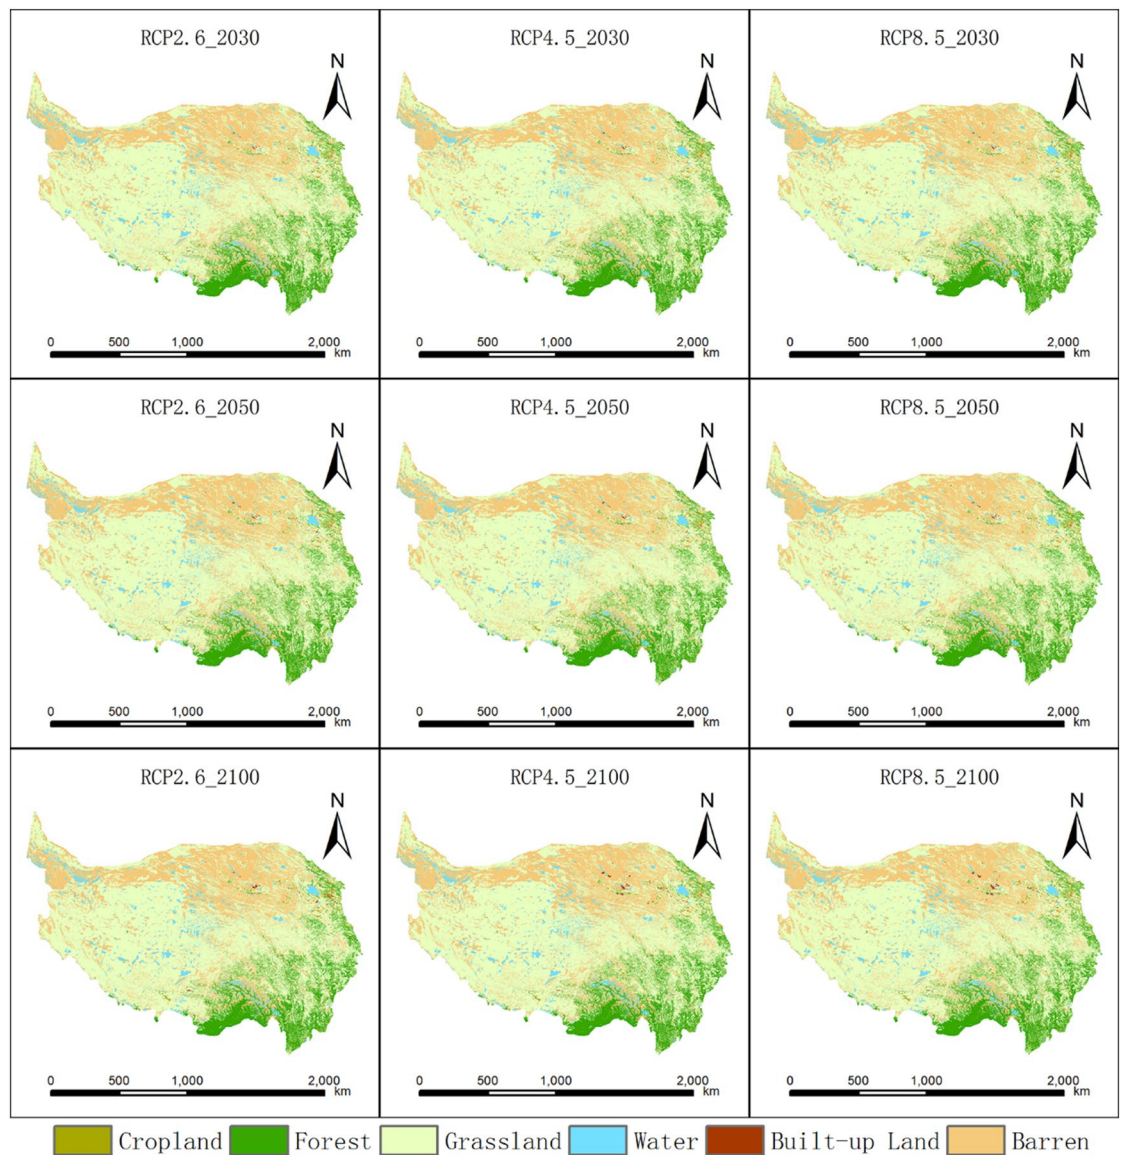 RCP2.6_2030 RCP4.5_2030 RCP8.5_2030
N N N
0 500 1,000 2,000 km 0 500 1,000 2,000 km 0 500 1,000 2,000 km
RCP2.6_2050 RCP4.5_2050 RCP8.5_2050
N N N
0 500 1,000 2,000 km 0 500 1,000 2,000 km 0 500 1,000 2,000 km
RCP2.6_2100 RCP4.5_2100 RCP8.5_2100
N N N
0 500 1,000 2,000 km 0 500 1,000 2,000 km 0 500 1,000 2,000 km
Cropland Forest Grassland Water Built-up Land Barren